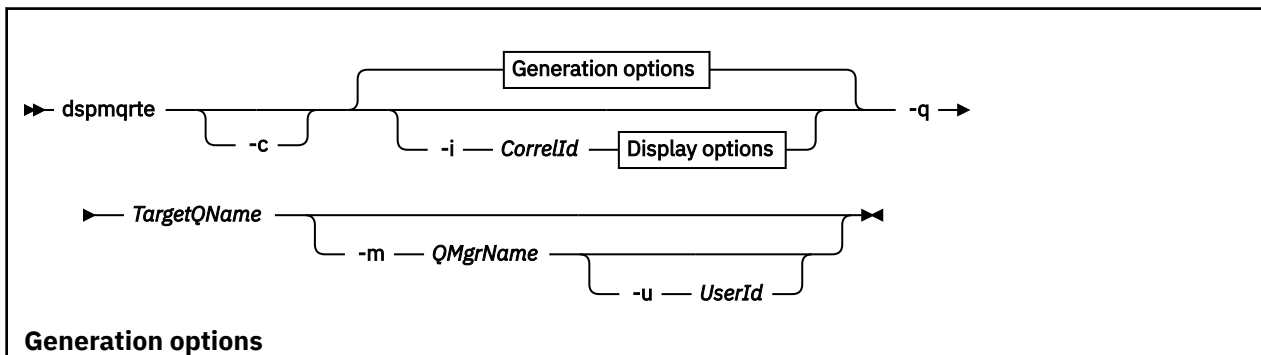 Generation options
dspmqrte -q
-c -i CorrelId Display options
TargetQName
-m QMgrName
-u UserId
Generation options